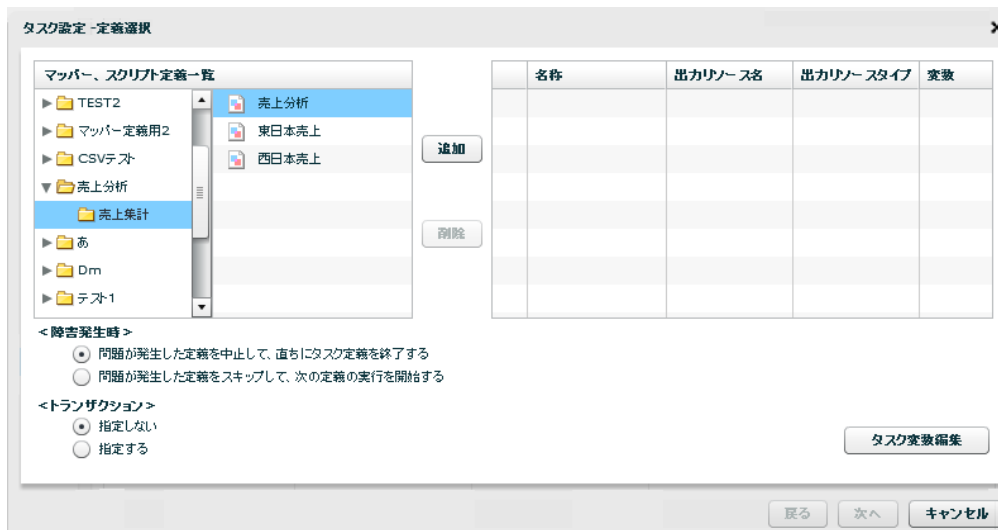 タスク設定 -定義選択
マッパー、スクリプト定義一覧
TEST2
マッパー定義用2
CSVテスト
売上分析
売上集計
あ
Dm
テスト1
売上分析
東日本売上
西日本売上
追加
削除
名称 出力リソース名 出力リソースタイプ 変数
<障害発生時>
問題が発生した定義を中止して、直ちにタスク定義を終了する
問題が発生した定義をスキップして、次の定義の実行を開始する
<トランザクション>
指定しない
指定する
タスク変数編集
戻る 次へ キャンセル